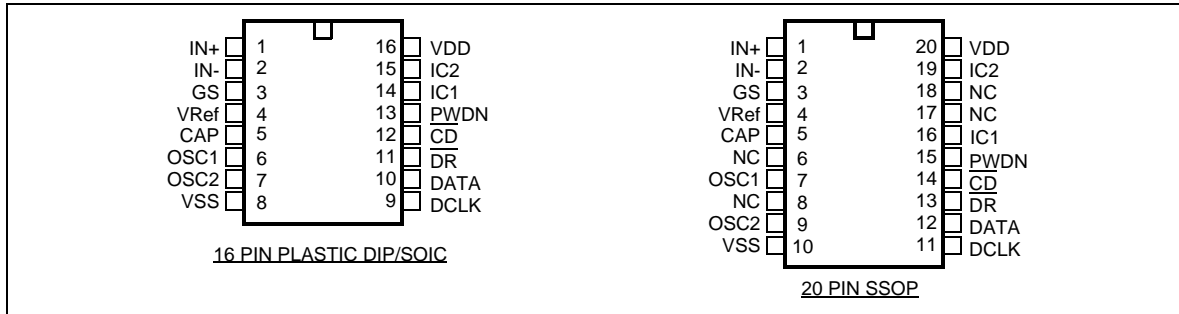 IN+ 1 16 VDD
IN- 2 15 IC2
GS 3 14 IC1
VRef 4 13 PWDN
CAP 5 12 C̅D̅
OSC1 6 11 D̅R̅
OSC2 7 10 DATA
VSS 8 9 DCLK
16 PIN PLASTIC DIP/SOIC
IN+ 1 20 VDD
IN- 2 19 IC2
GS 3 18 NC
VRef 4 17 NC
CAP 5 16 IC1
NC 6 15 PWDN
OSC1 7 14 C̅D̅
NC 8 13 D̅R̅
OSC2 9 12 DATA
VSS 10 11 DCLK
20 PIN SSOP